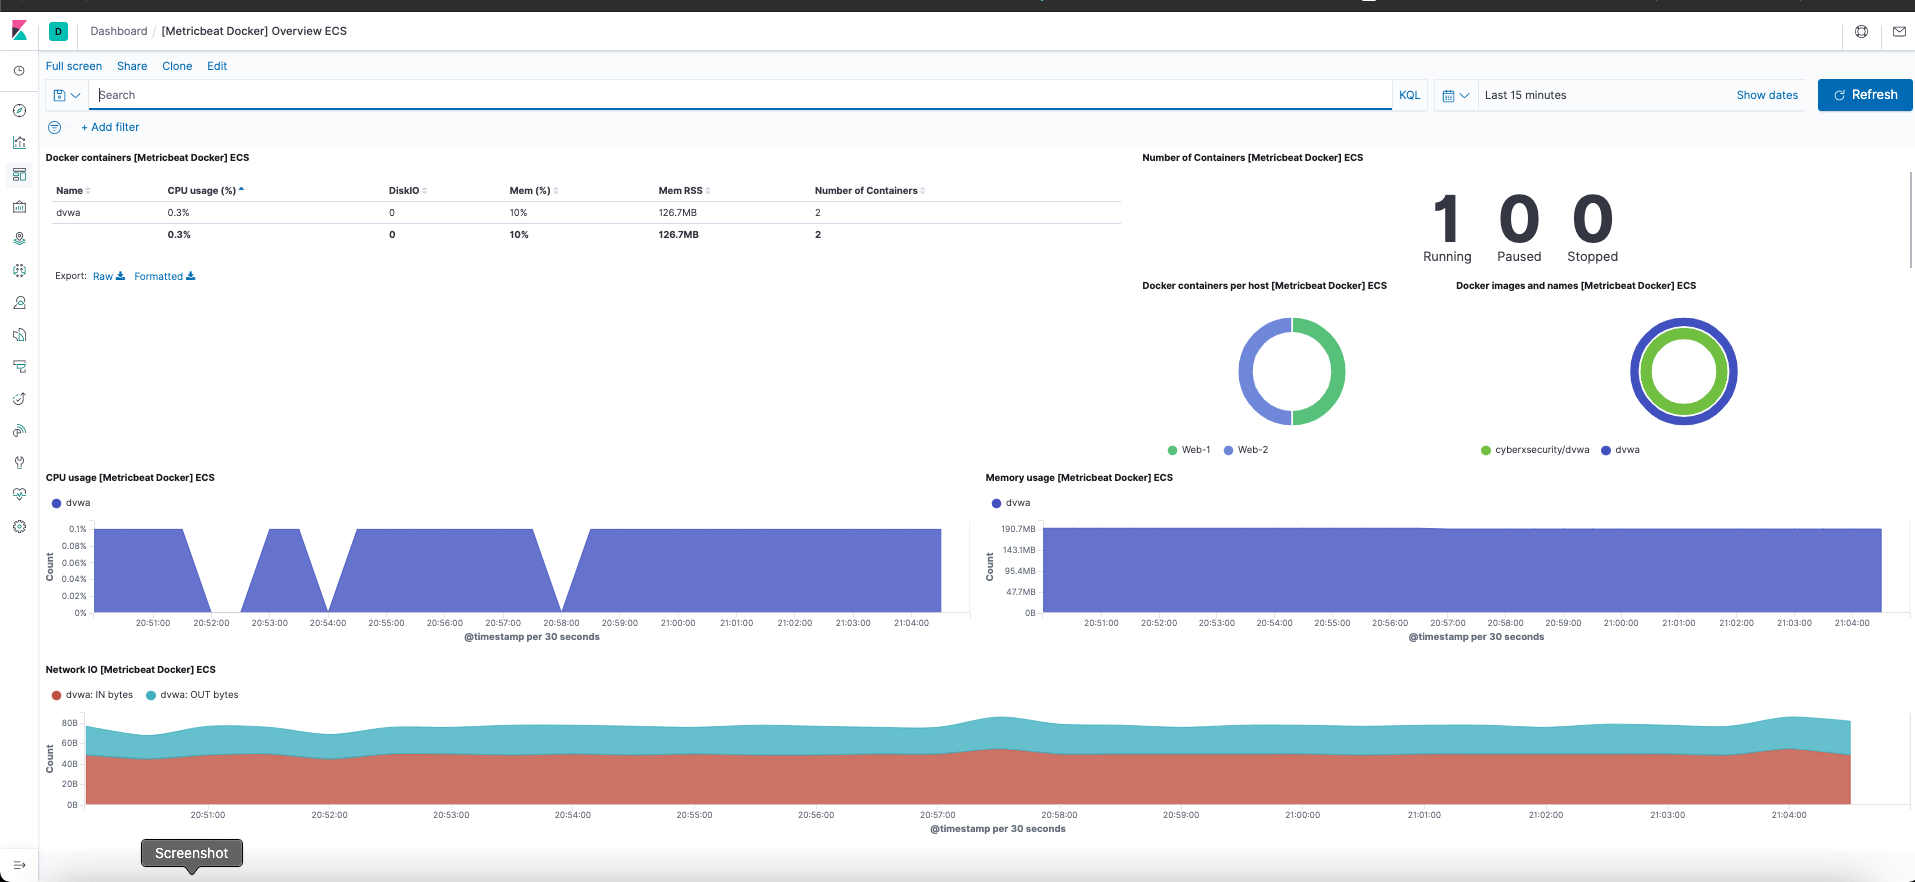 D
Dashboard / [Metricbeat Docker] Overview ECS
Full screen Share Clone Edit
Search
KQL
Last 15 minutes
Show dates
Refresh
+ Add filter
Docker containers [Metricbeat Docker] ECS
Name CPU usage (%) DiskIO Mem (%) Mem RSS Number of Containers
dvwa 0.3% 0 10% 126.7MB 2
0.3% 0 10% 126.7MB 2
Export: Raw Formatted
Number of Containers [Metricbeat Docker] ECS
1 0 0
Running Paused Stopped
Docker containers per host [Metricbeat Docker] ECS
Web-1 Web-2
Docker images and names [Metricbeat Docker] ECS
cyberxsecurity/dvwa dvwa
CPU usage [Metricbeat Docker] ECS
dvwa
0.1%
0.08%
0.06%
0.04%
0.02%
0%
Count
20:51:00 20:52:00 20:53:00 20:54:00 20:55:00 20:56:00 20:57:00 20:58:00 20:59:00 21:00:00 21:01:00 21:02:00 21:03:00 21:04:00
@timestamp per 30 seconds
Memory usage [Metricbeat Docker] ECS
dvwa
190.7MB
143.1MB
95.4MB
47.7MB
0B
Count
20:51:00 20:52:00 20:53:00 20:54:00 20:55:00 20:56:00 20:57:00 20:58:00 20:59:00 21:00:00 21:01:00 21:02:00 21:03:00 21:04:00
@timestamp per 30 seconds
Network IO [Metricbeat Docker] ECS
dvwa: IN bytes dvwa: OUT bytes
80B
60B
40B
20B
0B
Count
20:51:00 20:52:00 20:53:00 20:54:00 20:55:00 20:56:00 20:57:00 20:58:00 20:59:00 21:00:00 21:01:00 21:02:00 21:03:00 21:04:00
@timestamp per 30 seconds
Screenshot